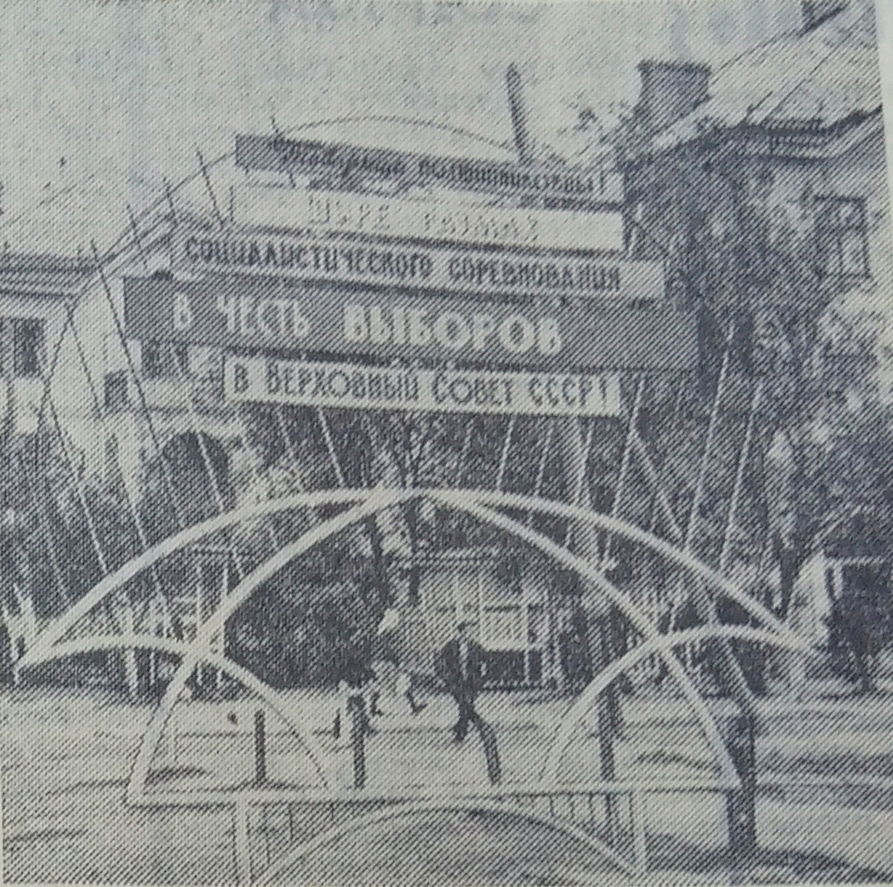 ШИРЕ РАЗМАХ
СОЦИАЛИСТИЧЕСКОГО СОРЕВНОВАНИЯ
В ЧЕСТЬ ВЫБОРОВ
В ВЕРХОВНЫЙ СОВЕТ СССР!